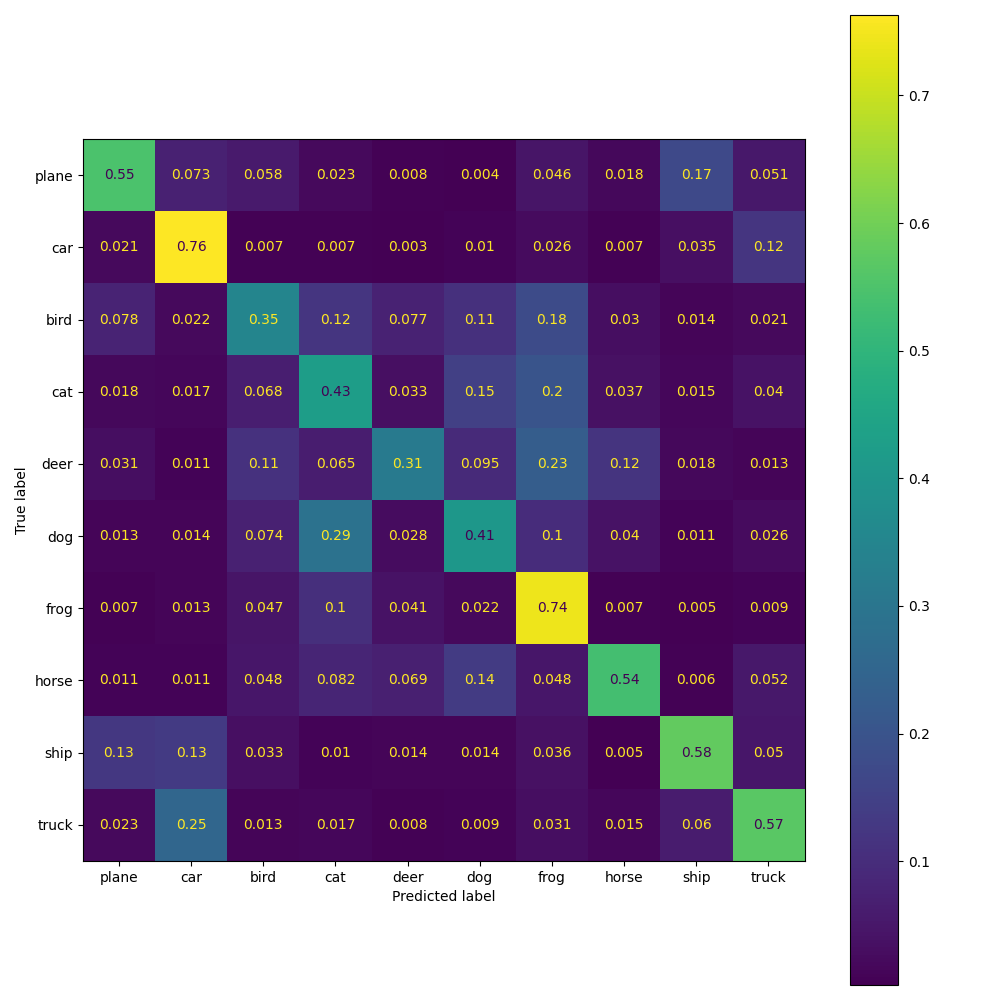 plane 0.55 0.073 0.058 0.023 0.008 0.004 0.046 0.018 0.17 0.051
car 0.021 0.76 0.007 0.007 0.003 0.01 0.026 0.007 0.035 0.12
bird 0.078 0.022 0.35 0.12 0.077 0.11 0.18 0.03 0.014 0.021
cat 0.018 0.017 0.068 0.43 0.033 0.15 0.2 0.037 0.015 0.04
deer 0.031 0.011 0.11 0.065 0.31 0.095 0.23 0.12 0.018 0.013
dog 0.013 0.014 0.074 0.29 0.028 0.41 0.1 0.04 0.011 0.026
frog 0.007 0.013 0.047 0.1 0.041 0.022 0.74 0.007 0.005 0.009
horse 0.011 0.011 0.048 0.082 0.069 0.14 0.048 0.54 0.006 0.052
ship 0.13 0.13 0.033 0.01 0.014 0.014 0.036 0.005 0.58 0.05
truck 0.023 0.25 0.013 0.017 0.008 0.009 0.031 0.015 0.06 0.57
plane car bird cat deer dog frog horse ship truck
Predicted label
True label
0.7
0.6
0.5
0.4
0.3
0.2
0.1